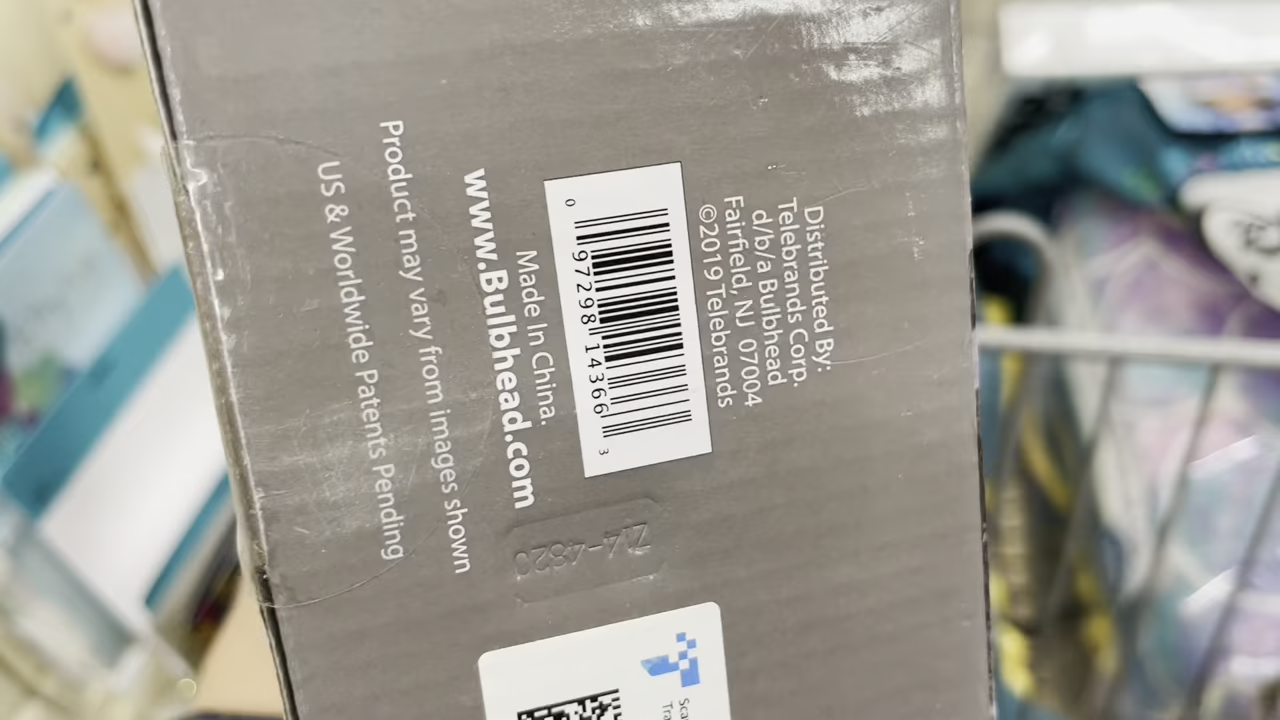 Distributed By:
Telebrands Corp.
d/b/a Bulbhead
Fairfield, NJ 07004
©2019 Telebrands
0 97298 14366 3
Made In China.
www.Bulbhead.com
Product may vary from images shown
US & Worldwide Patents Pending